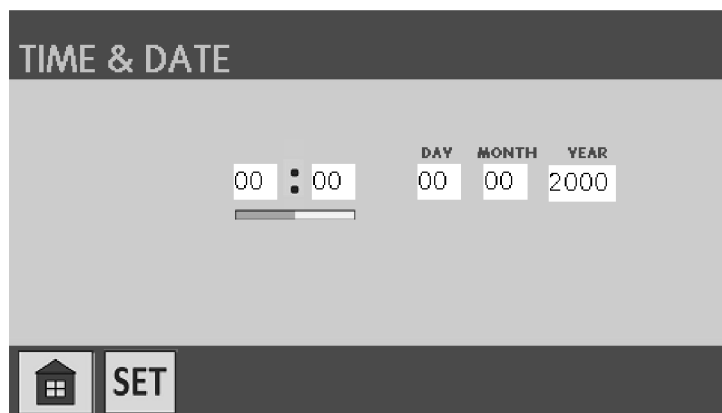 TIME & DATE
DAY MONTH YEAR
00 : 00 00 00 2000
SET